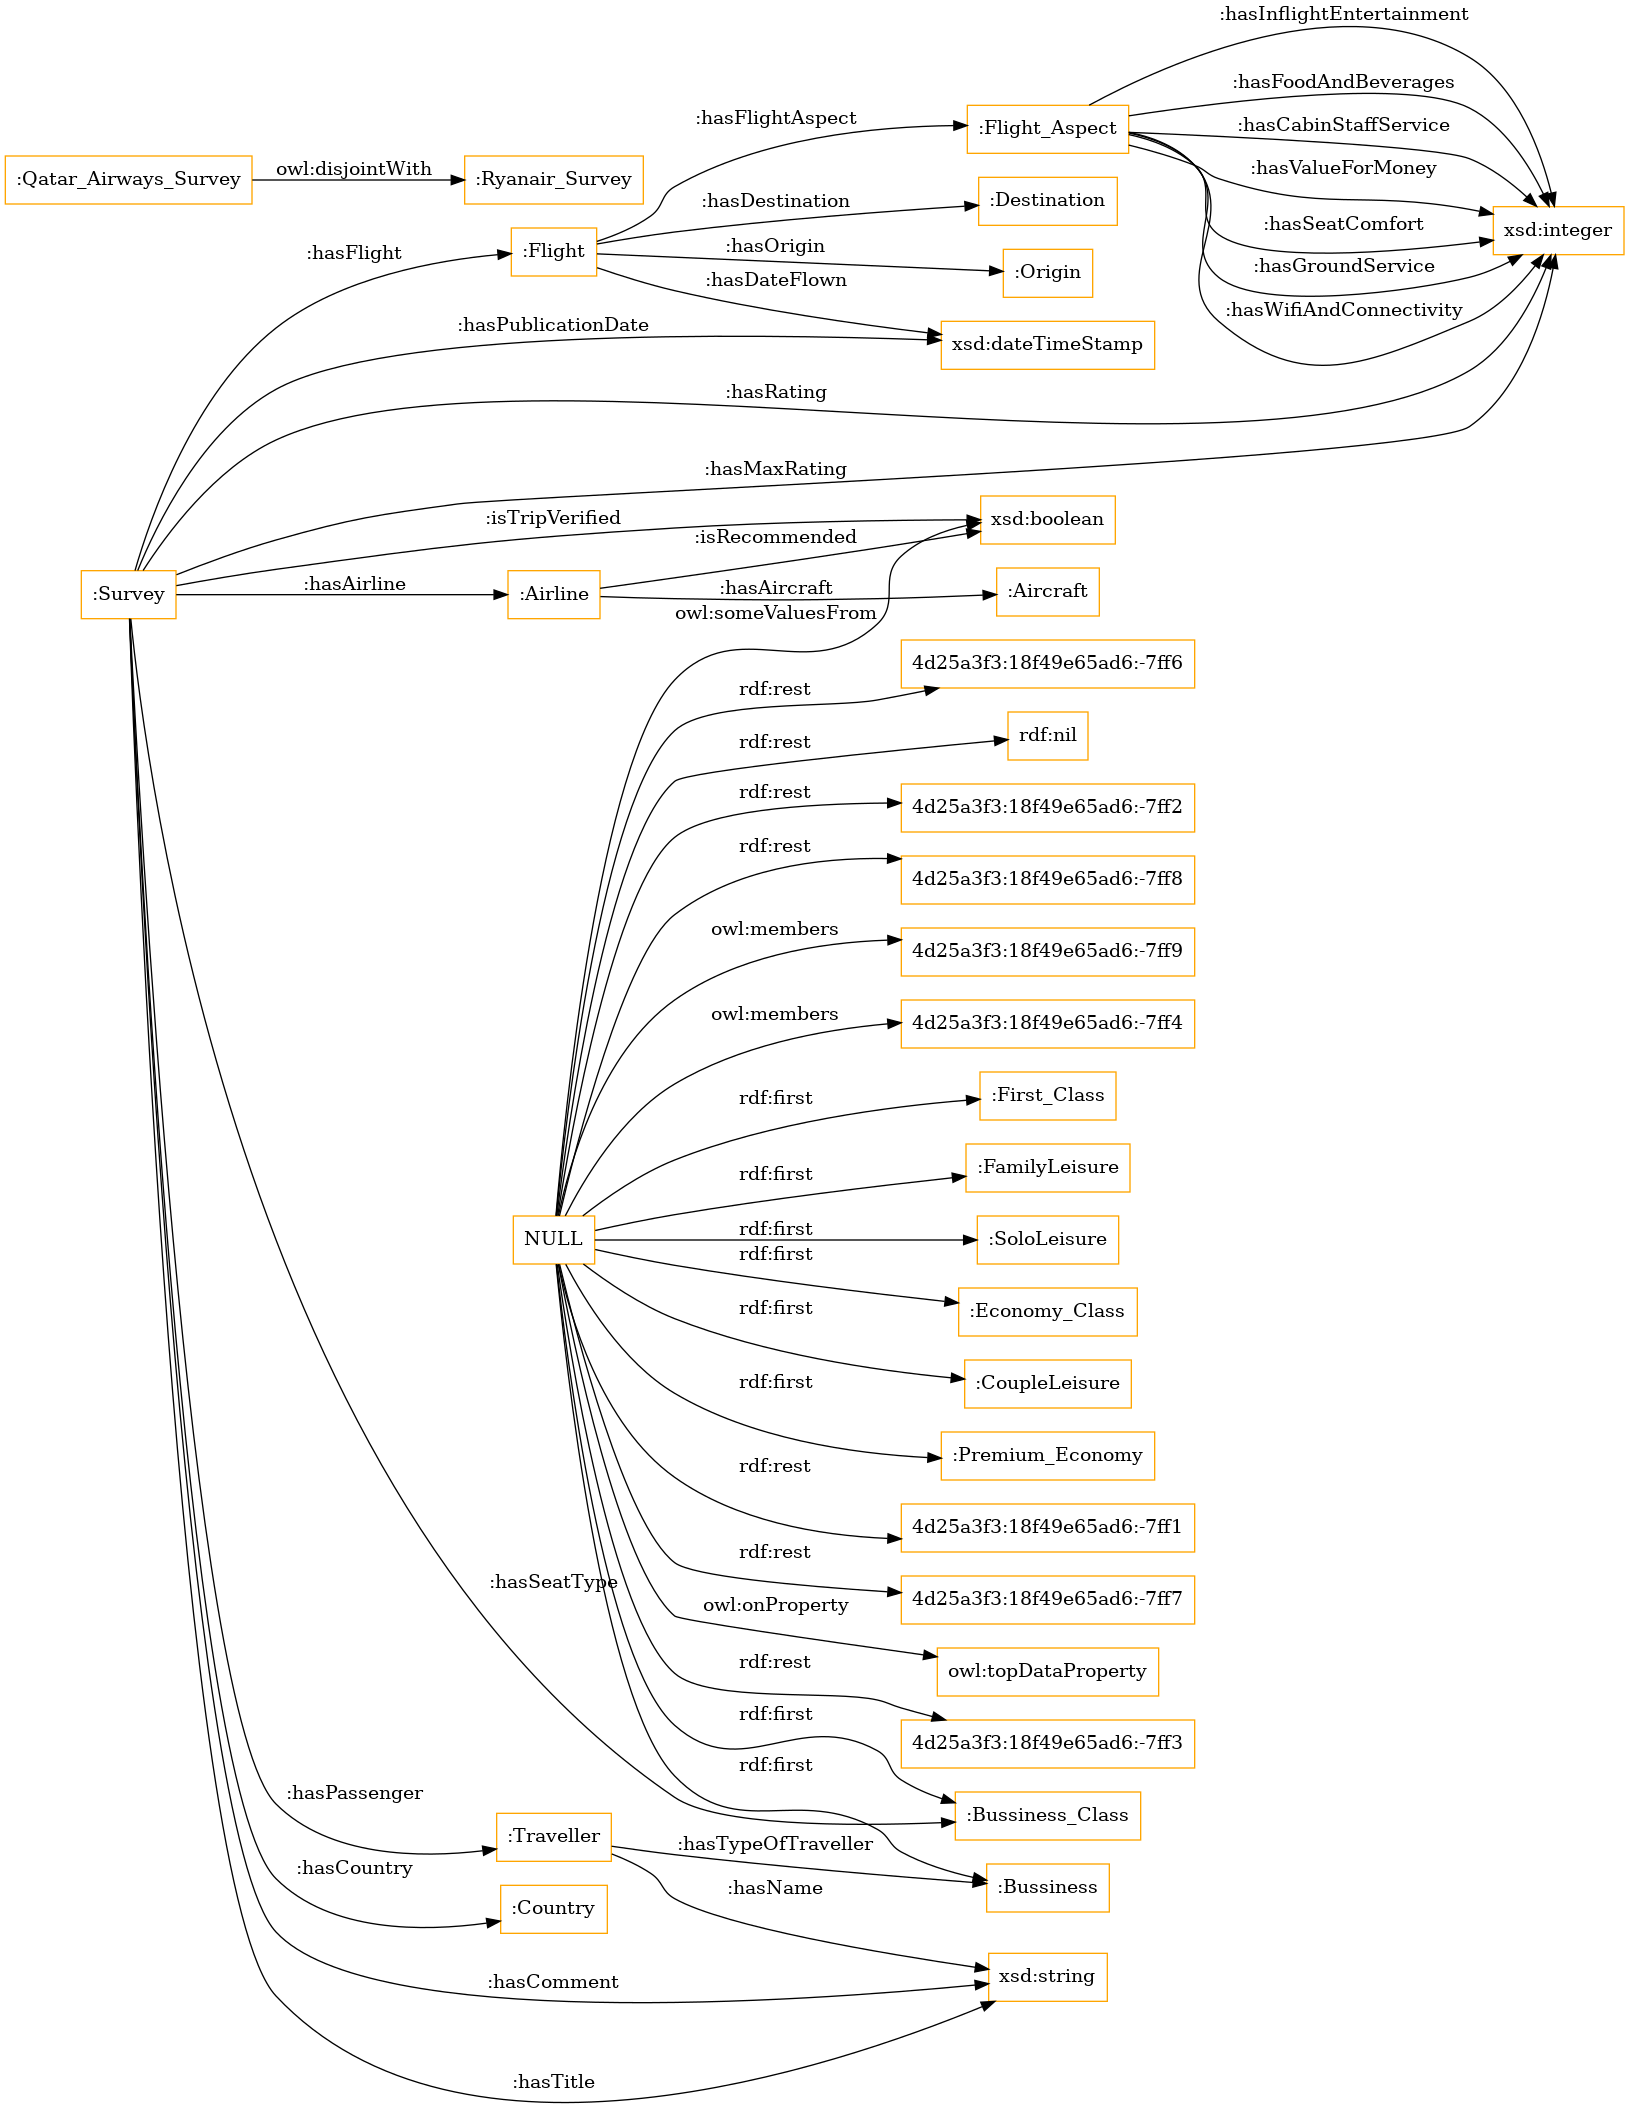 :hasInflightEntertainment
:hasFoodAndBeverages
:hasFlightAspect
:Flight_Aspect
:hasCabinStaffService
:Qatar_Airways_Survey
owl:disjointWith
:Ryanair_Survey
:hasValueForMoney
:hasDestination
:Destination
:hasSeatComfort
xsd:integer
:hasFlight
:Flight
:hasOrigin
:Origin
:hasGroundService
:hasDateFlown
:hasWifiAndConnectivity
:hasPublicationDate
xsd:dateTimeStamp
:hasRating
:hasMaxRating
:isTripVerified
xsd:boolean
:isRecommended
:Survey
:hasAirline
:Airline
:hasAircraft
:Aircraft
owl:someValuesFrom
4d25a3f3:18f49e65ad6:-7ff6
rdf:rest
rdf:rest
rdf:nil
rdf:rest
4d25a3f3:18f49e65ad6:-7ff2
rdf:rest
4d25a3f3:18f49e65ad6:-7ff8
owl:members
4d25a3f3:18f49e65ad6:-7ff9
owl:members
4d25a3f3:18f49e65ad6:-7ff4
rdf:first
:First_Class
rdf:first
:FamilyLeisure
NULL
rdf:first
:SoloLeisure
rdf:first
:Economy_Class
rdf:first
:CoupleLeisure
rdf:first
:Premium_Economy
rdf:rest
4d25a3f3:18f49e65ad6:-7ff1
rdf:rest
:hasSeatType
4d25a3f3:18f49e65ad6:-7ff7
owl:onProperty
owl:topDataProperty
rdf:rest
4d25a3f3:18f49e65ad6:-7ff3
rdf:first
rdf:first
:Bussiness_Class
:hasPassenger
:Traveller
:hasTypeOfTraveller
:Bussiness
:hasCountry
:Country
:hasName
xsd:string
:hasComment
:hasTitle